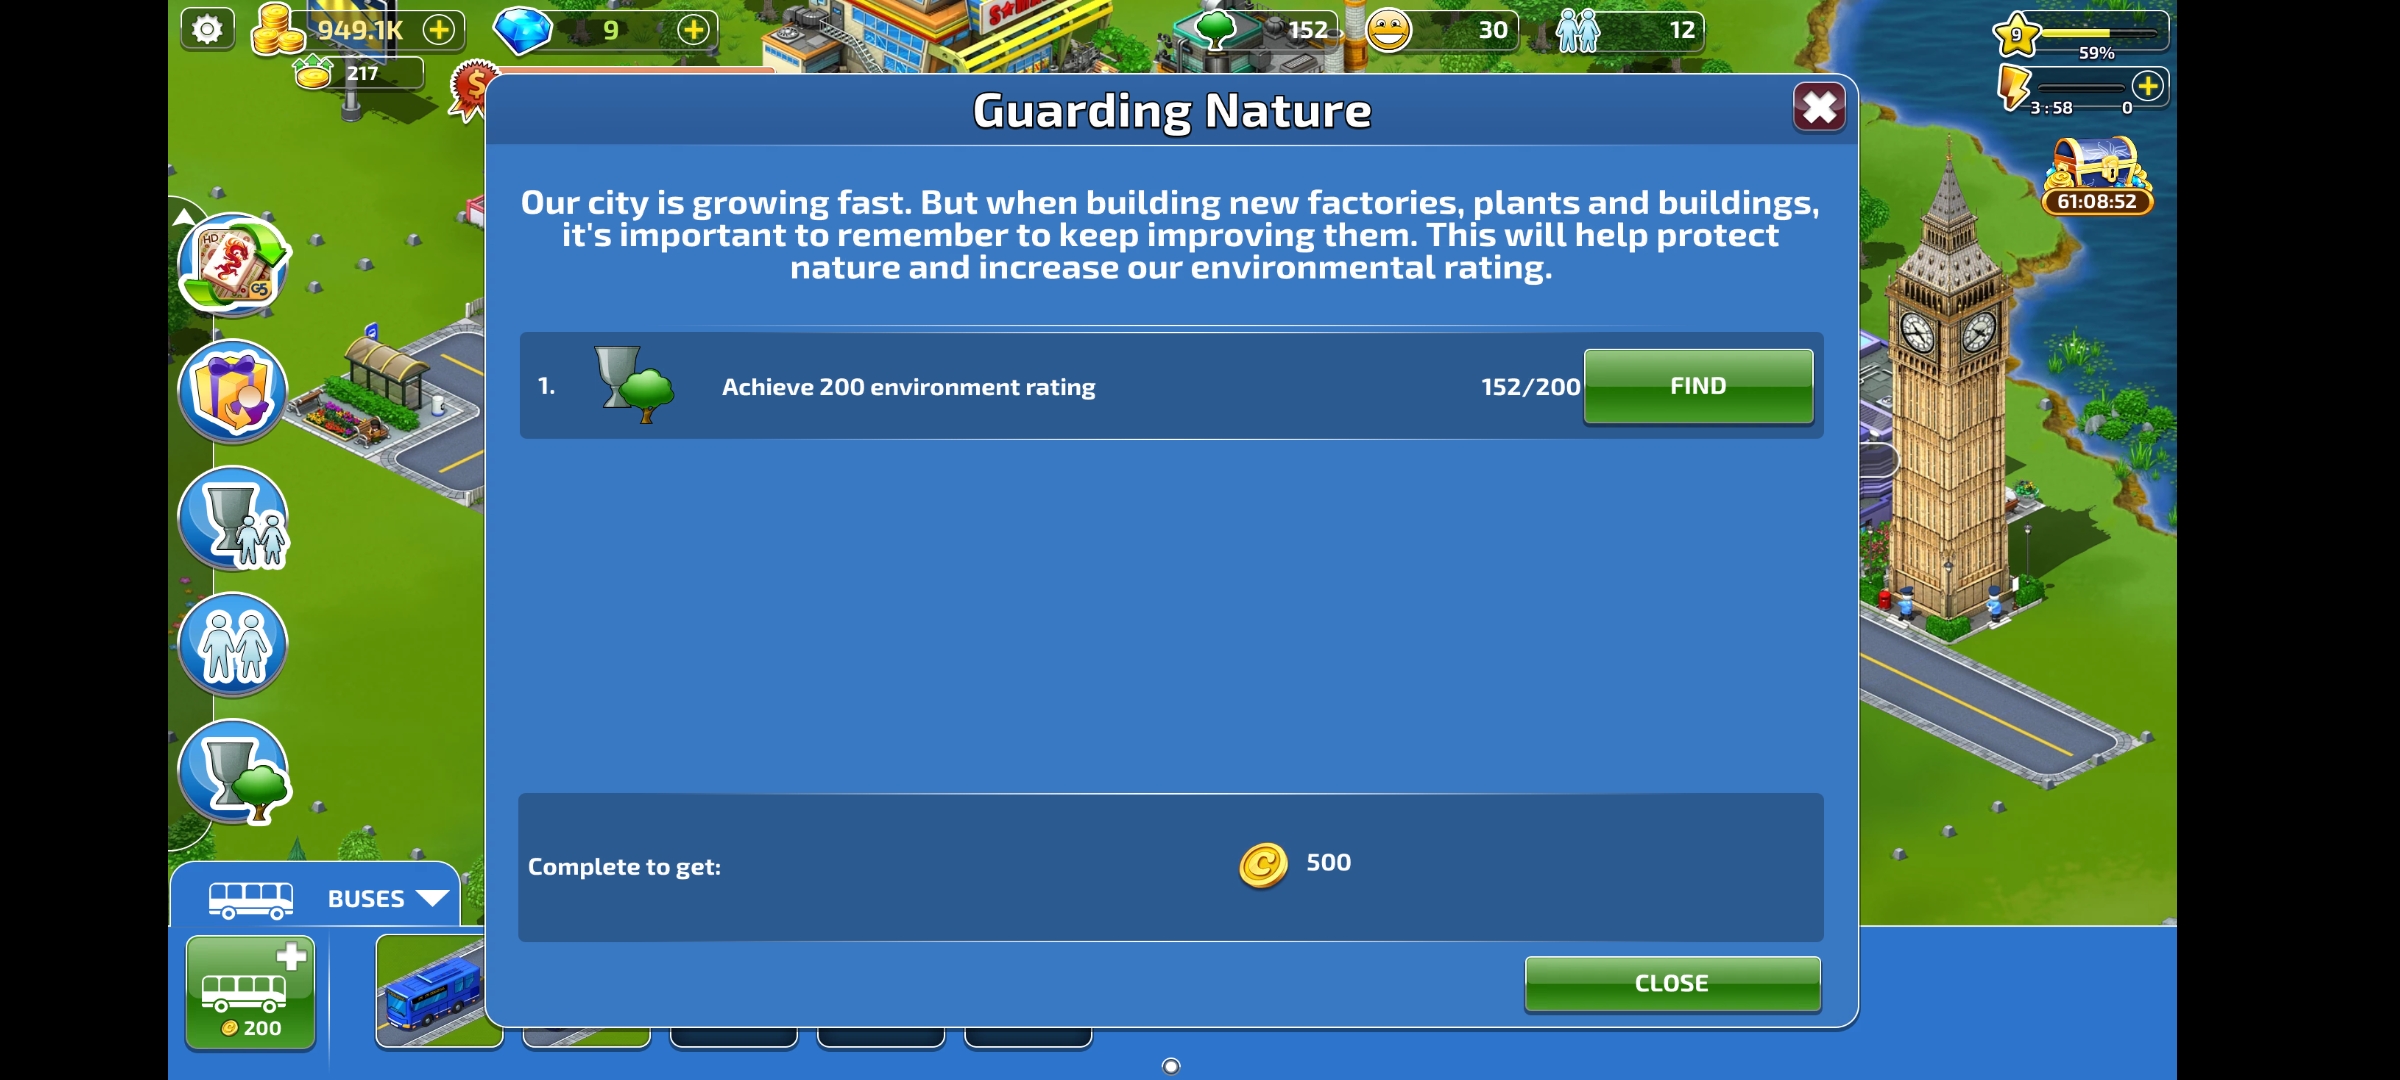 949.1K
9
152
30
12
9
59%
217
3:58
0
Guarding Nature
61:08:52
Our city is growing fast. But when building new factories, plants and buildings,
it's important to remember to keep improving them. This will help protect
nature and increase our environmental rating.
HD
G5
1.
Achieve 200 environment rating
152/200
FIND
Complete to get:
500
BUSES
CLOSE
200